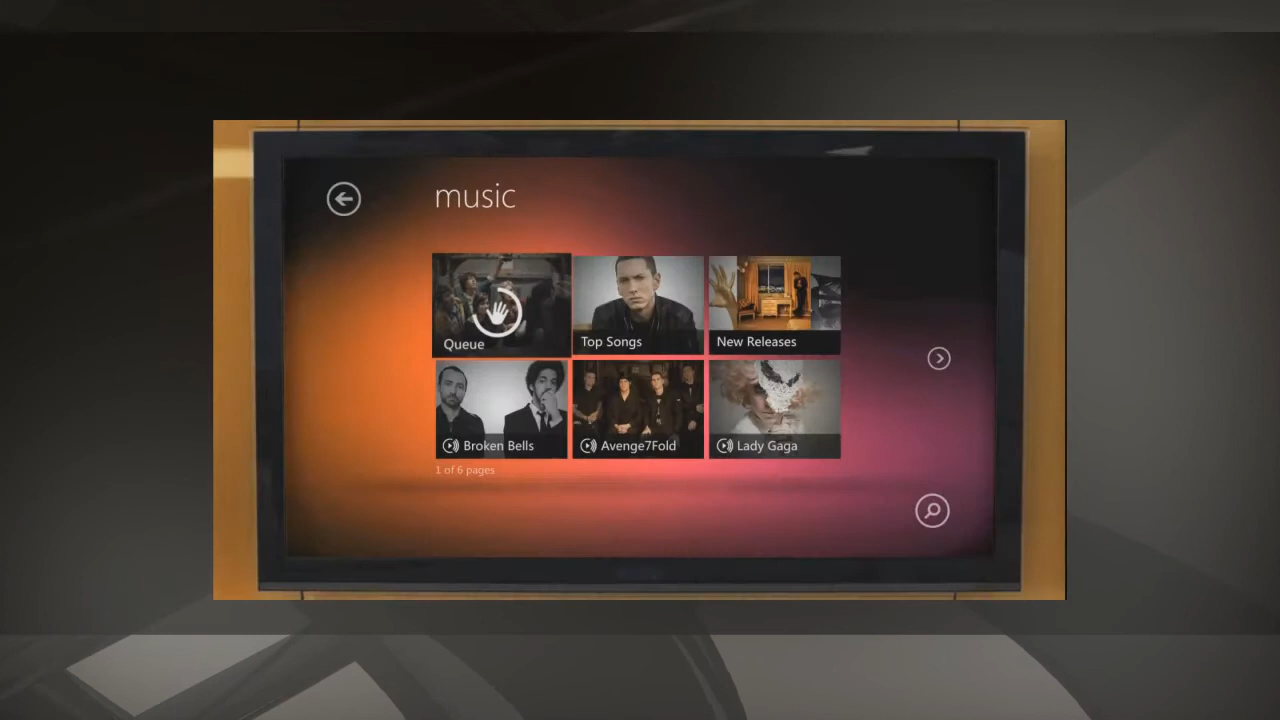 music
Queue
Top Songs
New Releases
Broken Bells
Avenge7Fold
Lady Gaga
1 of 6 pages